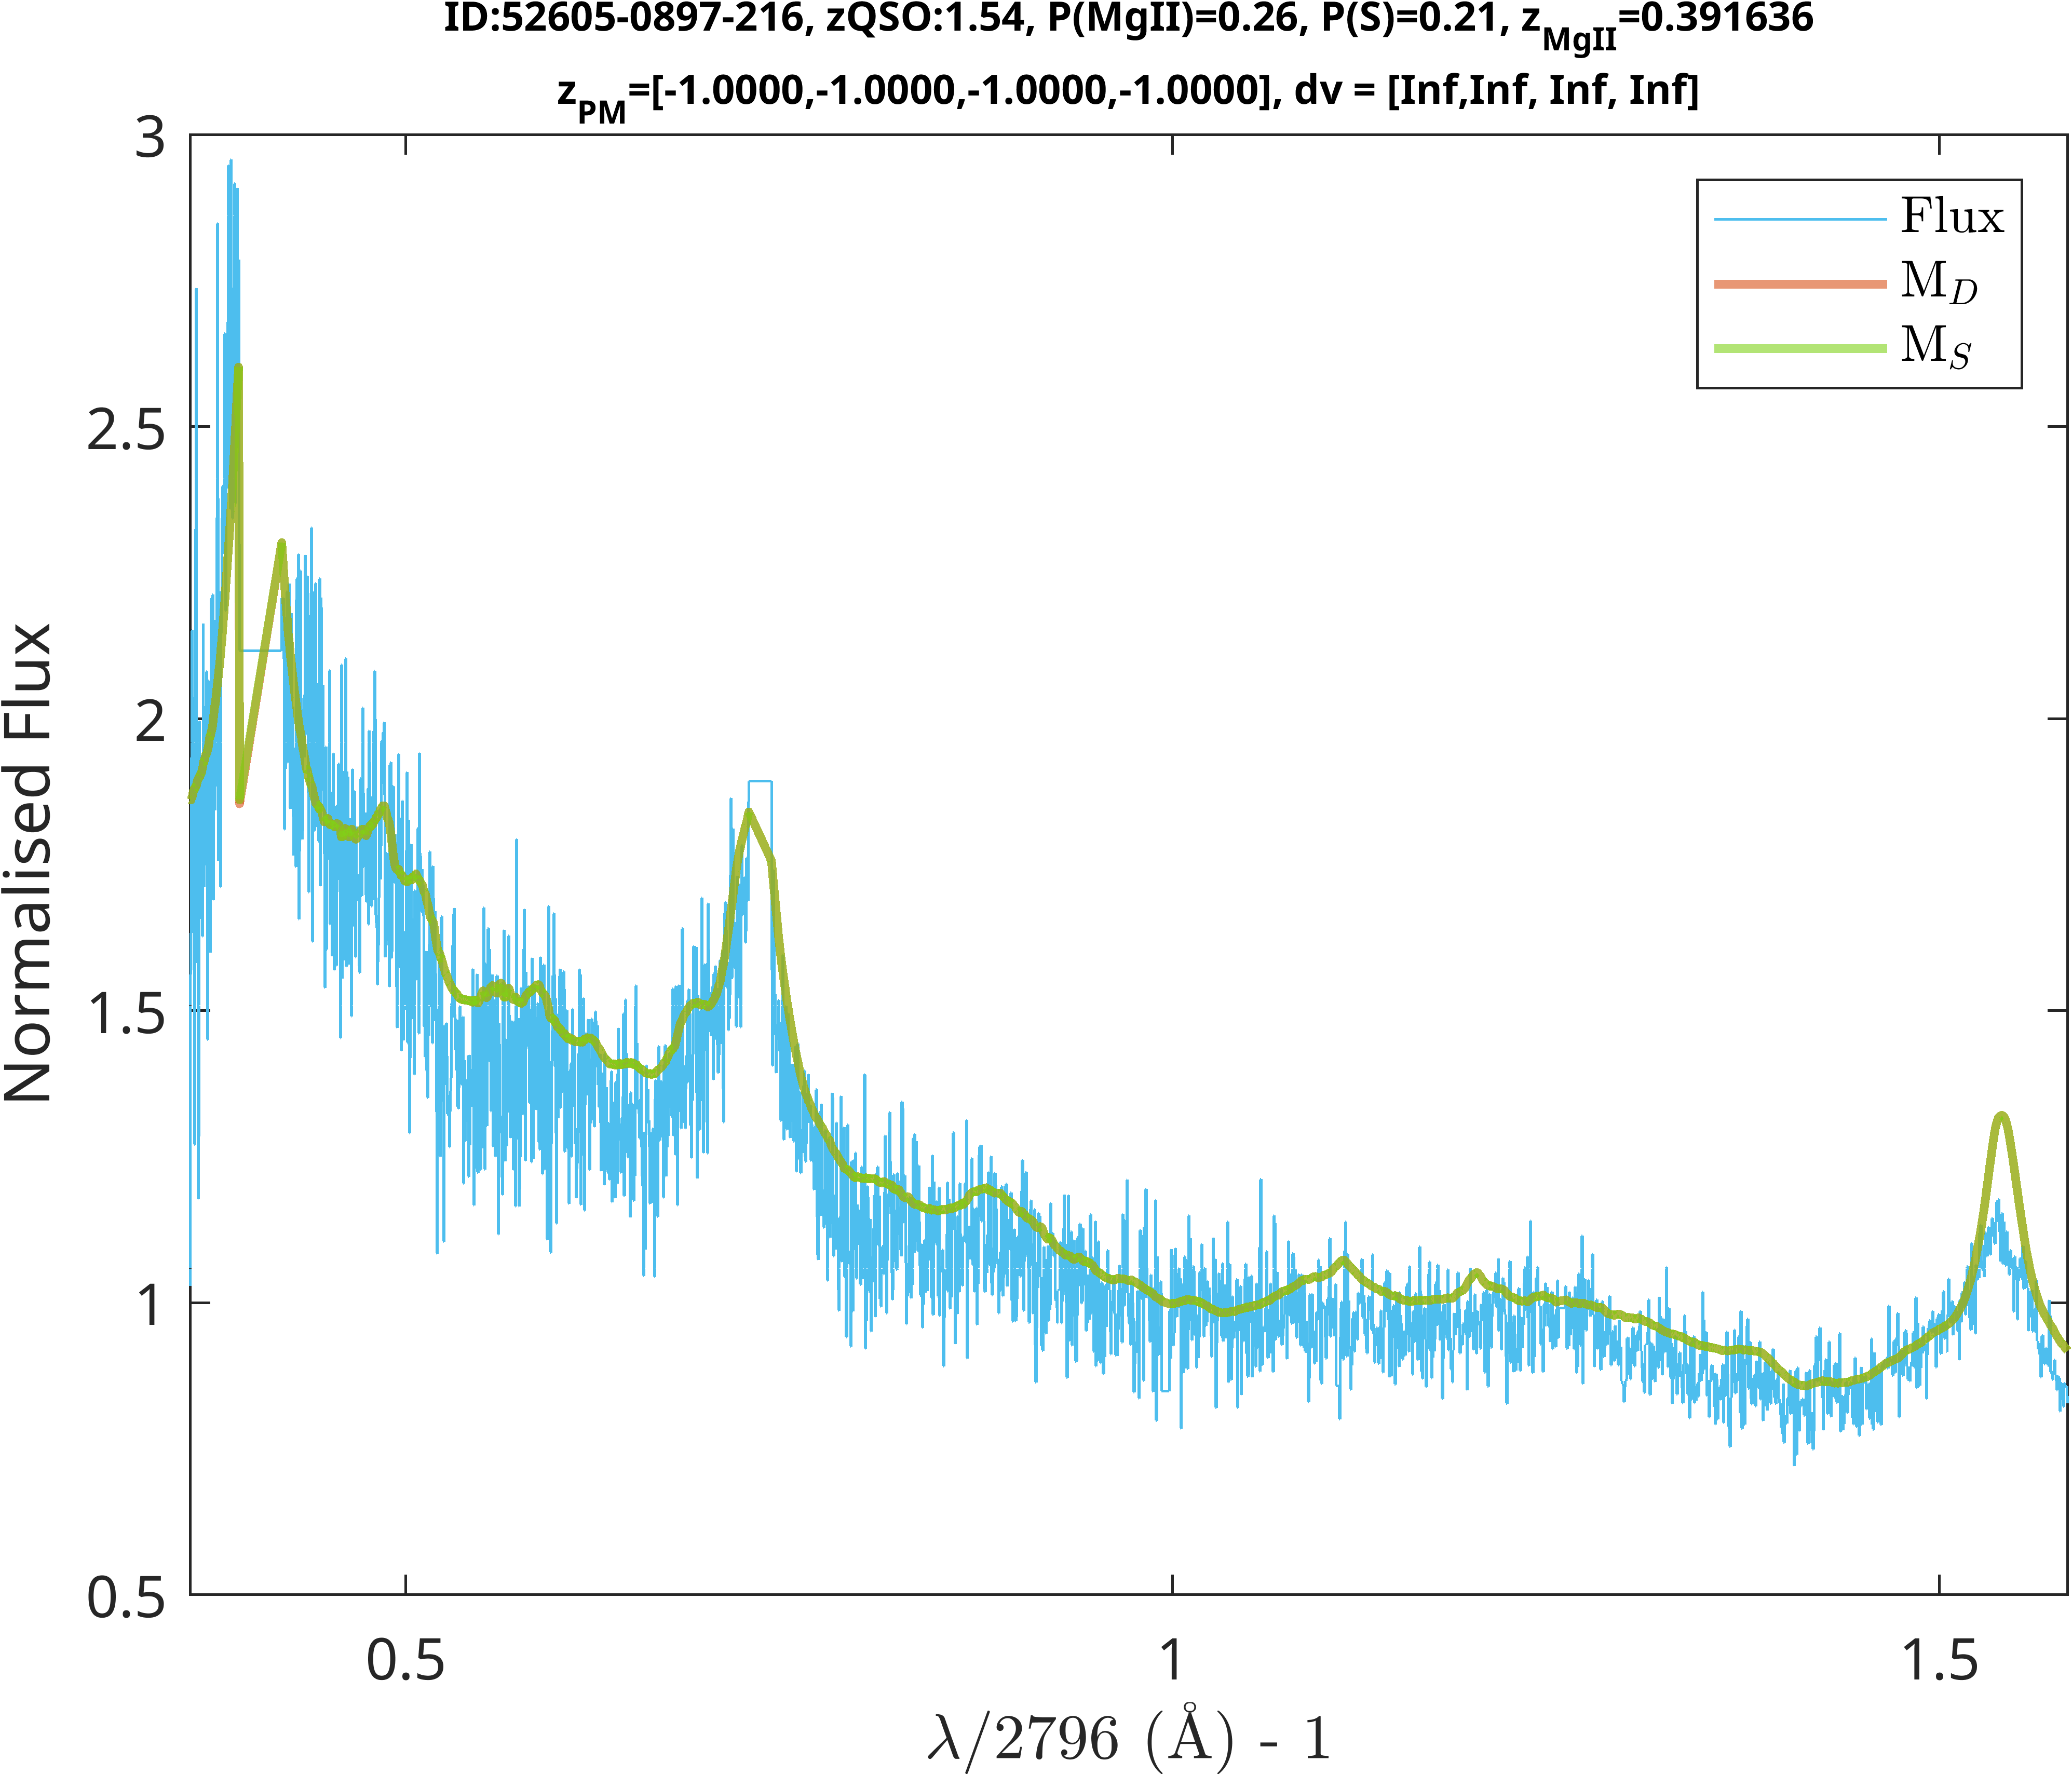 ID:52605-0897-216, zQSO:1.54, P(MgII)=0.26, P(S)=0.21, zMgII=0.391636
zPM=[-1.0000,-1.0000,-1.0000,-1.0000], dv = [Inf,Inf, Inf, Inf]
3
2.5
2
1.5
1
0.5
Normalised Flux
Flux
MD
MS
0.5
1
1.5
λ/2796 (Å) - 1